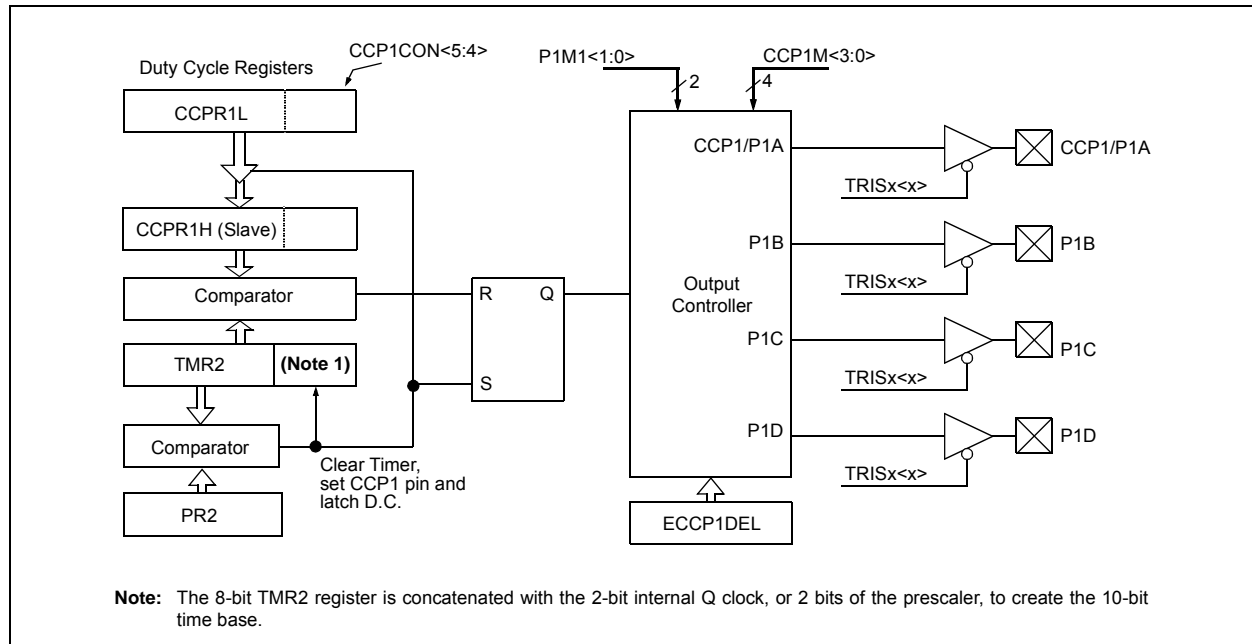 CCP1CON<5:4>
Duty Cycle Registers
CCPR1L
CCPR1H (Slave)
Comparator
TMR2
(Note 1)
Comparator
PR2
Clear Timer,
set CCP1 pin and
latch D.C.
R
Q
S
P1M1<1:0>
2
CCP1M<3:0>
4
CCP1/P1A
P1B
Output
Controller
P1C
P1D
ECCP1DEL
TRISx<x>
CCP1/P1A
TRISx<x>
P1B
TRISx<x>
P1C
TRISx<x>
P1D
Note: The 8-bit TMR2 register is concatenated with the 2-bit internal Q clock, or 2 bits of the prescaler, to create the 10-bit
time base.